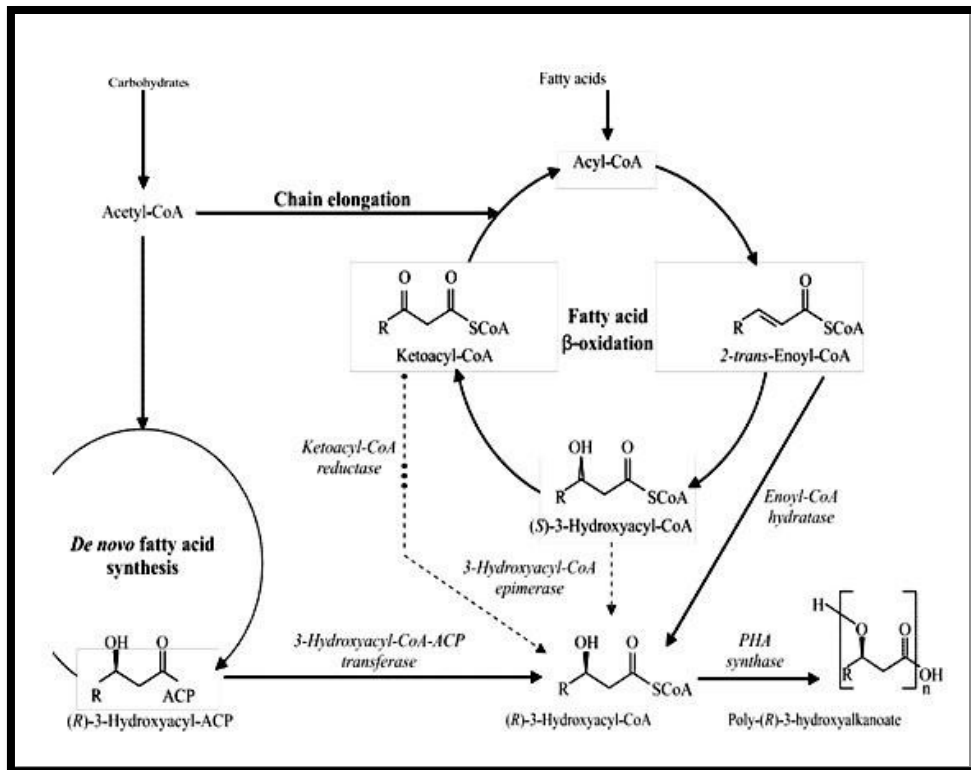 Carbohydrates
Fatty acids
Acyl-CoA
Acetyl-CoA
Chain elongation
O O
R SCoA
Ketoacyl-CoA
Fatty acid
β-oxidation
O
R SCoA
2-trans-Enoyl-CoA
Ketoacyl-CoA
reductase
OH O
R SCoA
(S)-3-Hydroxyacyl-CoA
Enoyl-CoA
hydratase
De novo fatty acid
synthesis
3-Hydroxyacyl-CoA
epimerase
OH O
R ACP
(R)-3-Hydroxyacyl-ACP
3-Hydroxyacyl-CoA-ACP
transferase
OH O
R SCoA
(R)-3-Hydroxyacyl-CoA
PHA
synthase
H
O O
R OH
n
Poly-(R)-3-hydroxyalkanoate